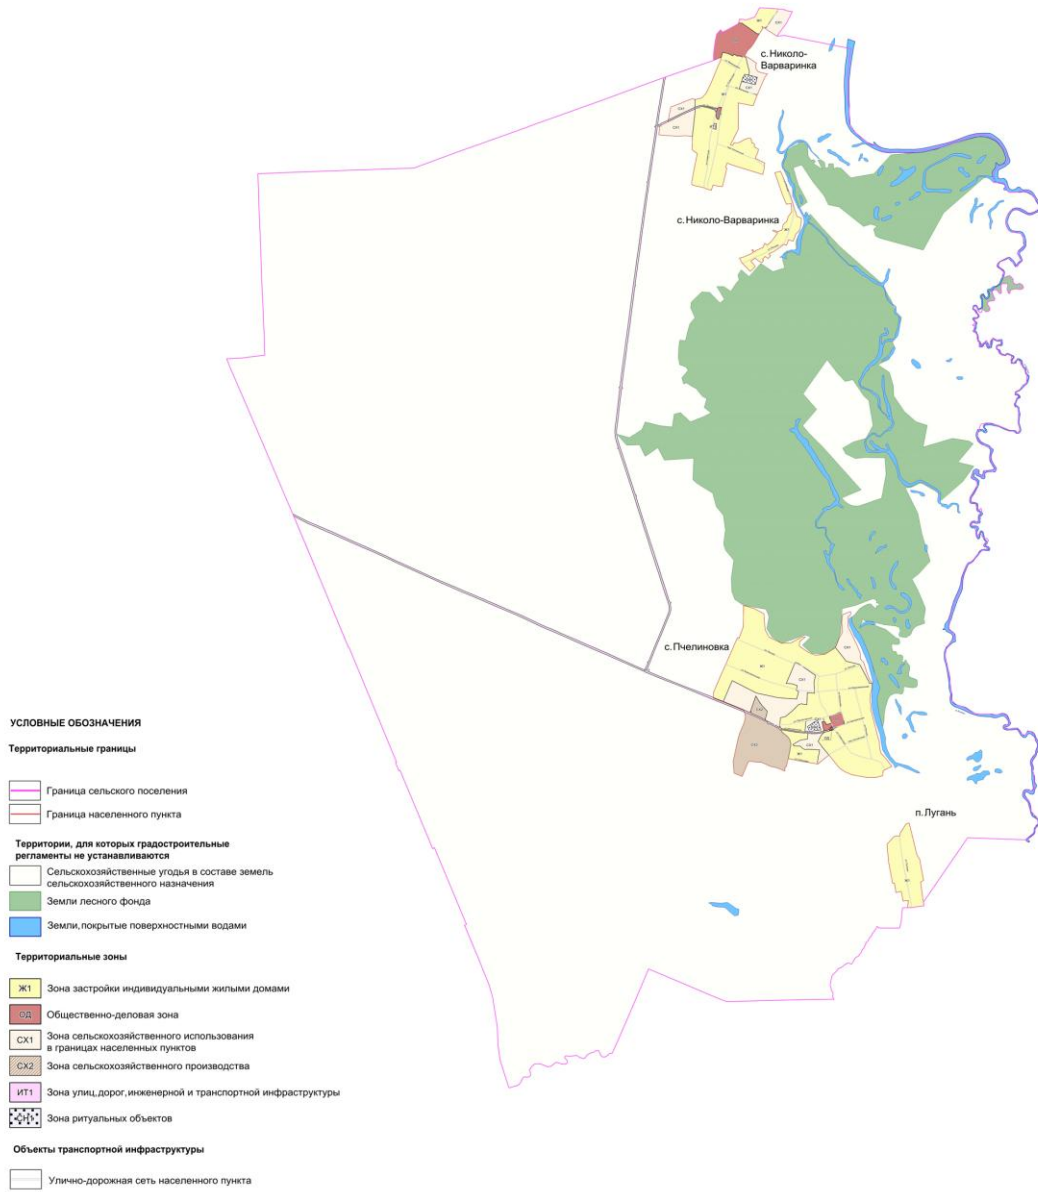 с.Николо-
Варваринка
с.Николо-Варваринка
с.Пчелиновка
п.Лугань
УСЛОВНЫЕ ОБОЗНАЧЕНИЯ
Территориальные границы
Граница сельского поселения
Граница населенного пункта
Территории, для которых градостроительные
регламенты не устанавливаются
Сельскохозяйственные угодья в составе земель
сельскохозяйственного назначения
Земли лесного фонда
Земли,покрытые поверхностными водами
Территориальные зоны
Ж1 Зона застройки индивидуальными жилыми домами
ОД Общественно-деловая зона
СХ1 Зона сельскохозяйственного использования
в границах населенных пунктов
СХ2 Зона сельскохозяйственного производства
ИТ1 Зона улиц,дорог,инженерной и транспортной инфраструктуры
СН1 Зона ритуальных объектов
Объекты транспортной инфраструктуры
Улично-дорожная сеть населенного пункта